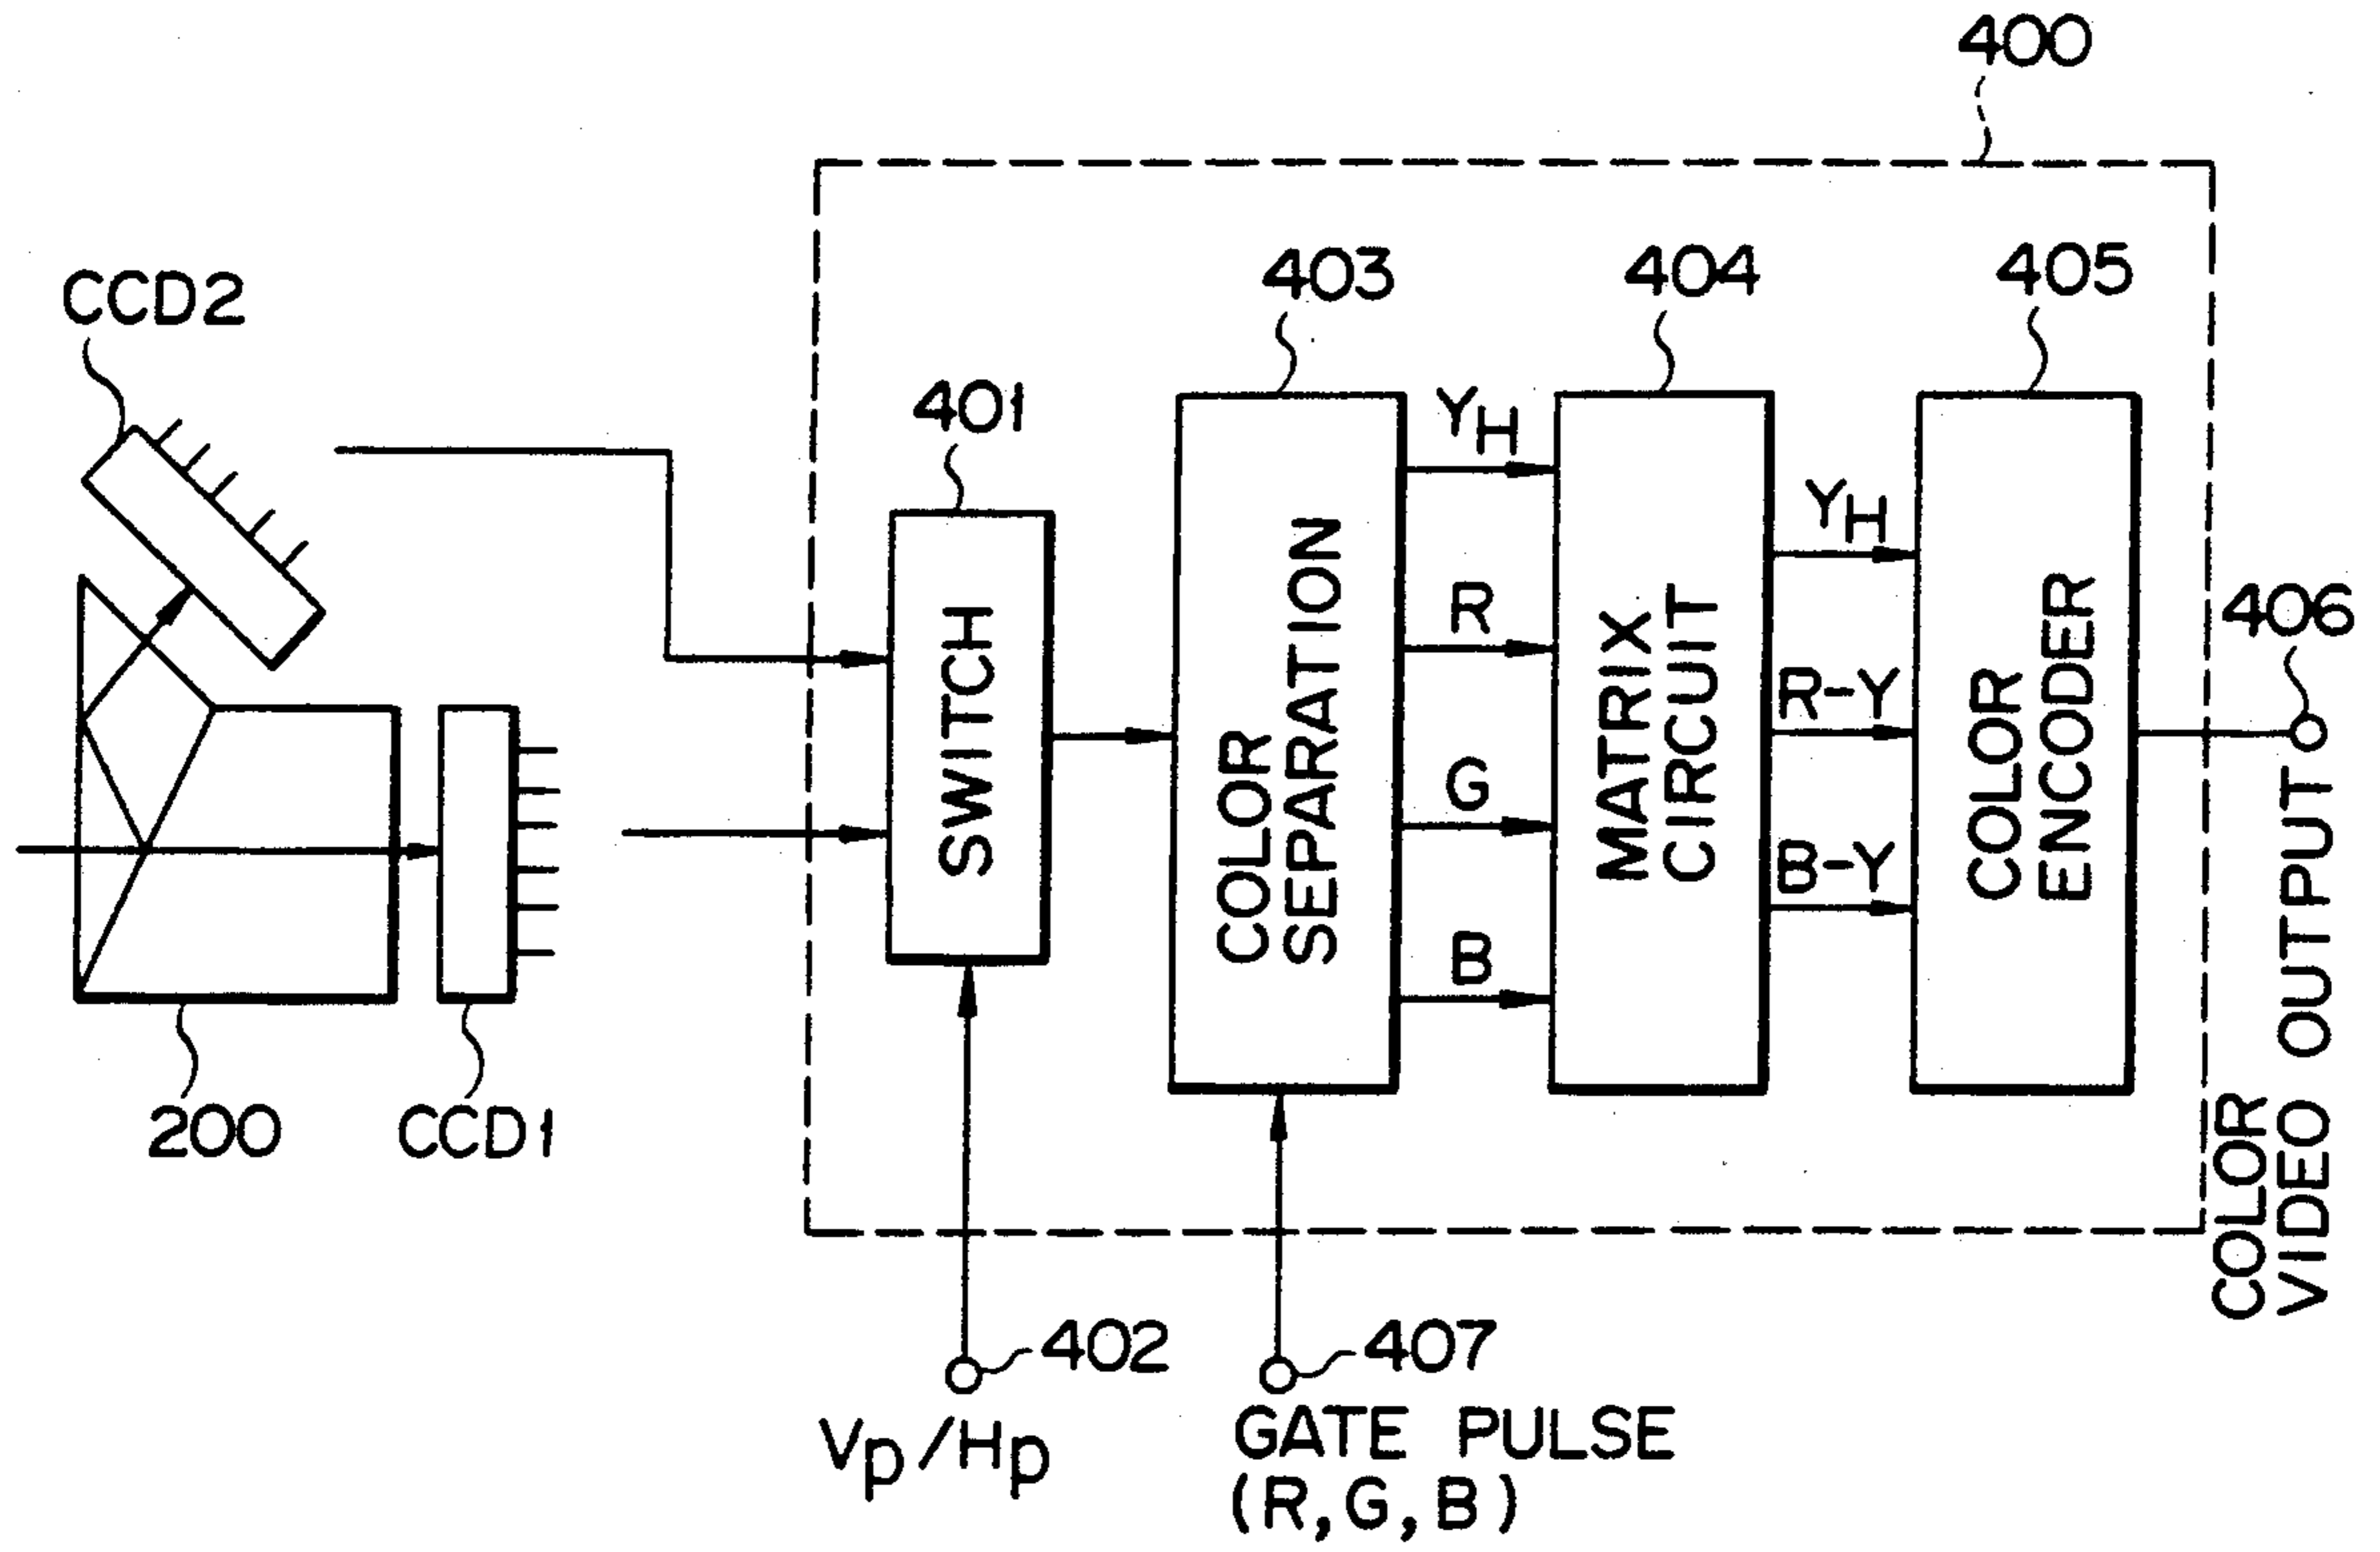 400
CCD2
403
404
405
401
YH
YH
R
R-Y
G
B-Y
B
SWITCH
COLOR
SEPARATION
MATRIX
CIRCUIT
COLOR
ENCODER
406
COLOR
VIDEO OUTPUT
200
CCD1
402
Vp/Hp
407
GATE PULSE
(R,G,B)